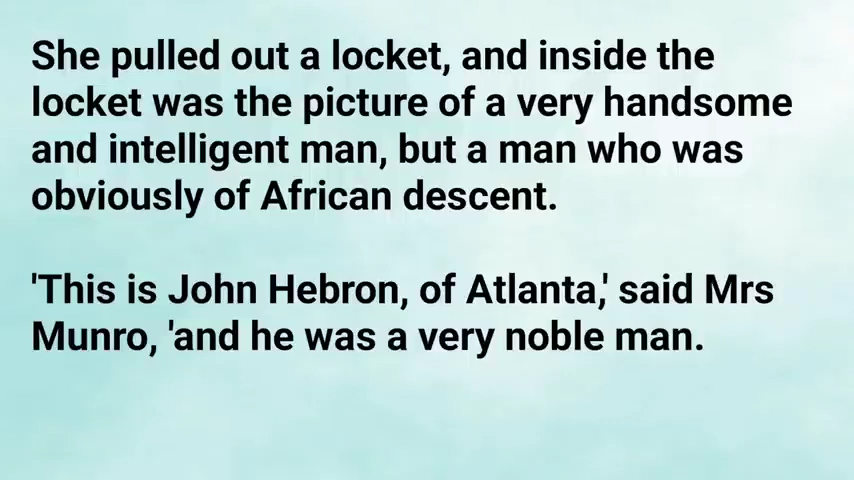 She pulled out a locket, and inside the
locket was the picture of a very handsome
and intelligent man, but a man who was
obviously of African descent.
'This is John Hebron, of Atlanta,' said Mrs
Munro, 'and he was a very noble man.